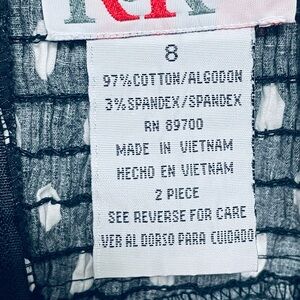 RR
8
97%COTTON/ALGODON
3%SPANDEX/SPANDEX
RN 89700
MADE IN VIETNAM
HECHO EN VIETNAM
2 PIECE
SEE REVERSE FOR CARE
VER AL DORSO PARA CUIDADO